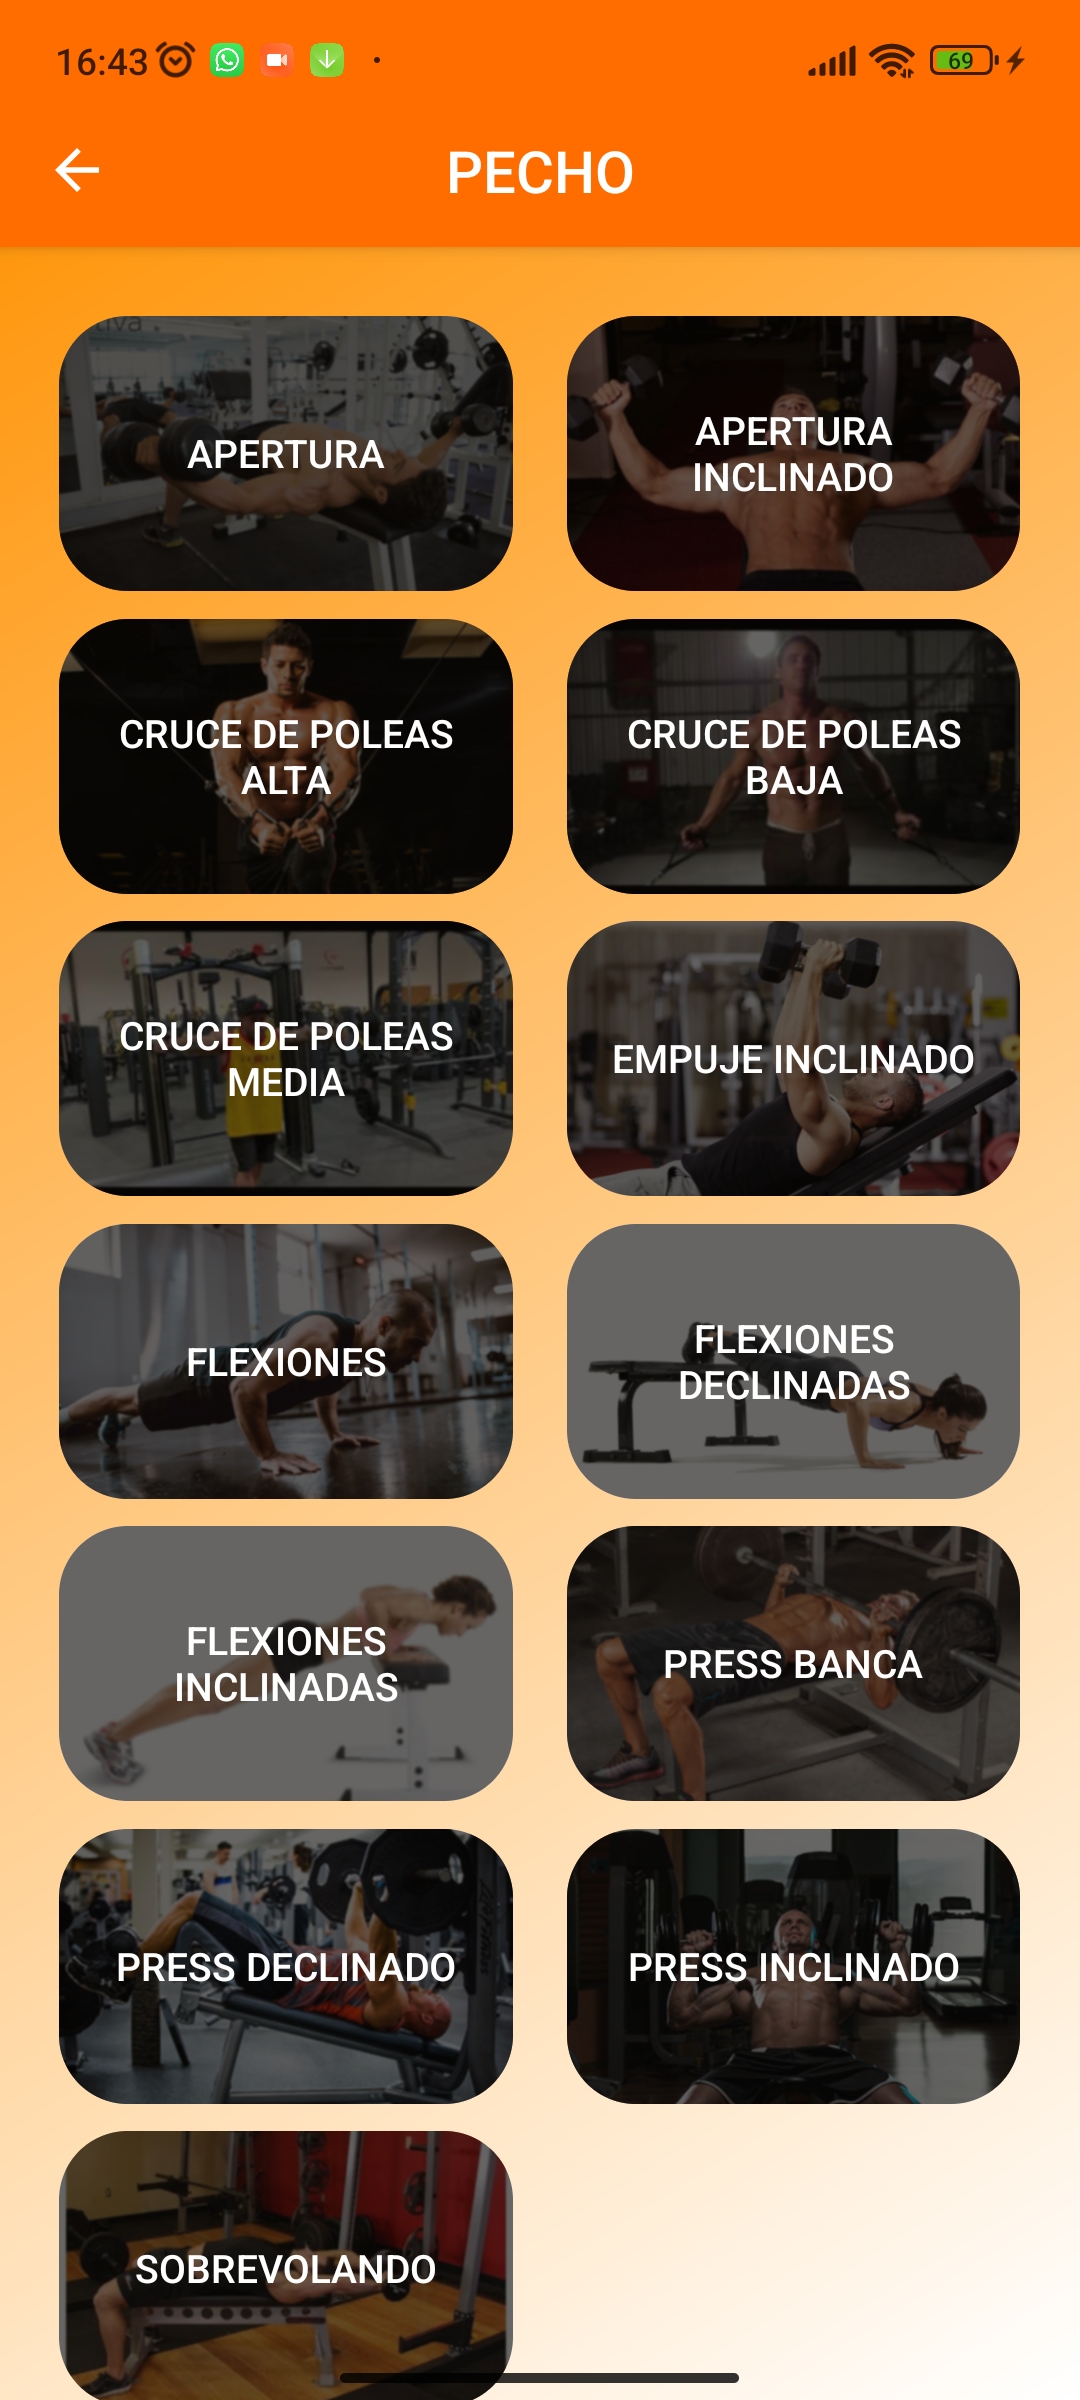 16:43
69
PECHO
tiva
APERTURA
APERTURA
INCLINADO
CRUCE DE POLEAS
ALTA
CRUCE DE POLEAS
BAJA
CRUCE DE POLEAS
MEDIA
EMPUJE INCLINADO
FLEXIONES
FLEXIONES
DECLINADAS
FLEXIONES
INCLINADAS
PRESS BANCA
PRESS DECLINADO
PRESS INCLINADO
SOBREVOLANDO